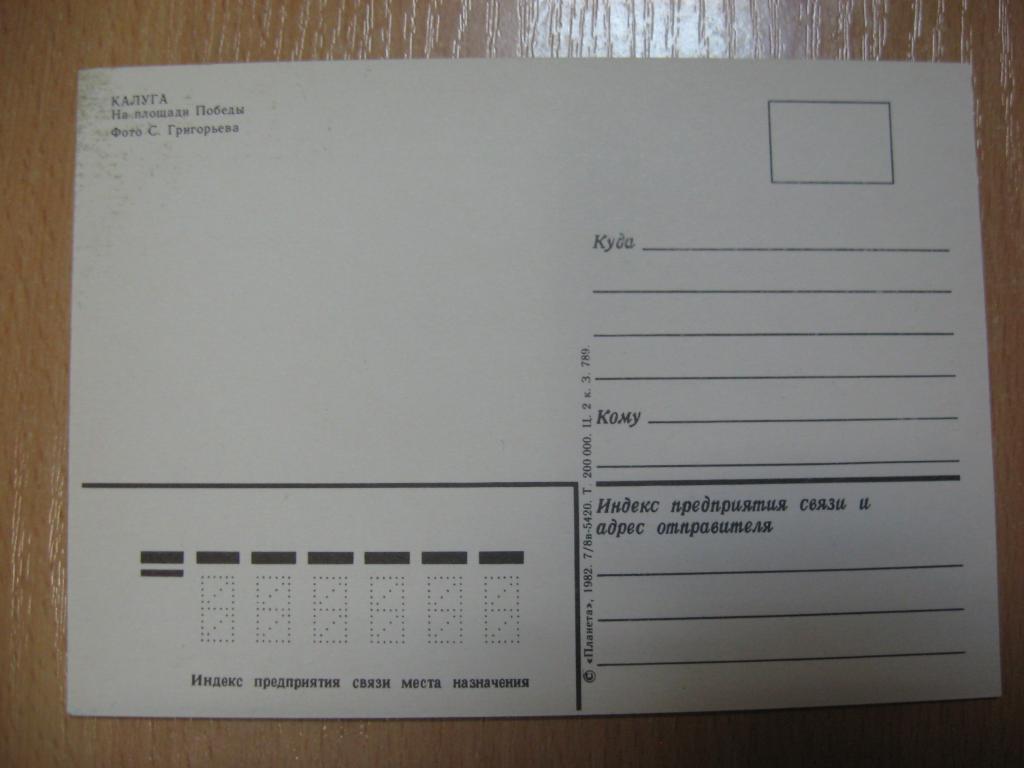 КАЛУГА
На площади Победы
Фото С. Григорьева
Куда
Кому
Индекс предприятия связи и
адрес отправителя
© «Планета», 1982. 7/8в-5420. Т. 200 000. Ц. 2 к. З. 789.
Индекс предприятия связи места назначения